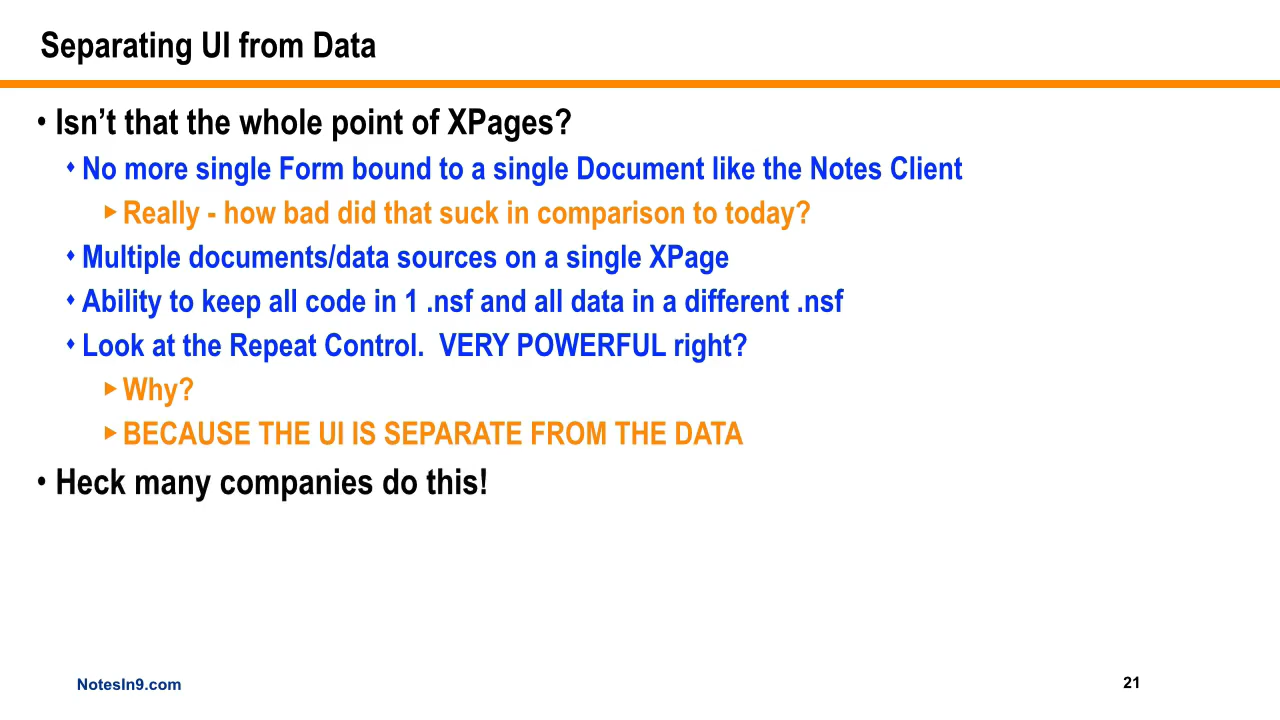 Separating UI from Data
• Isn’t that the whole point of XPages?
♦ No more single Form bound to a single Document like the Notes Client
► Really - how bad did that suck in comparison to today?
♦ Multiple documents/data sources on a single XPage
♦ Ability to keep all code in 1 .nsf and all data in a different .nsf
♦ Look at the Repeat Control.  VERY POWERFUL right?
► Why?
► BECAUSE THE UI IS SEPARATE FROM THE DATA
• Heck many companies do this!
NotesIn9.com
21